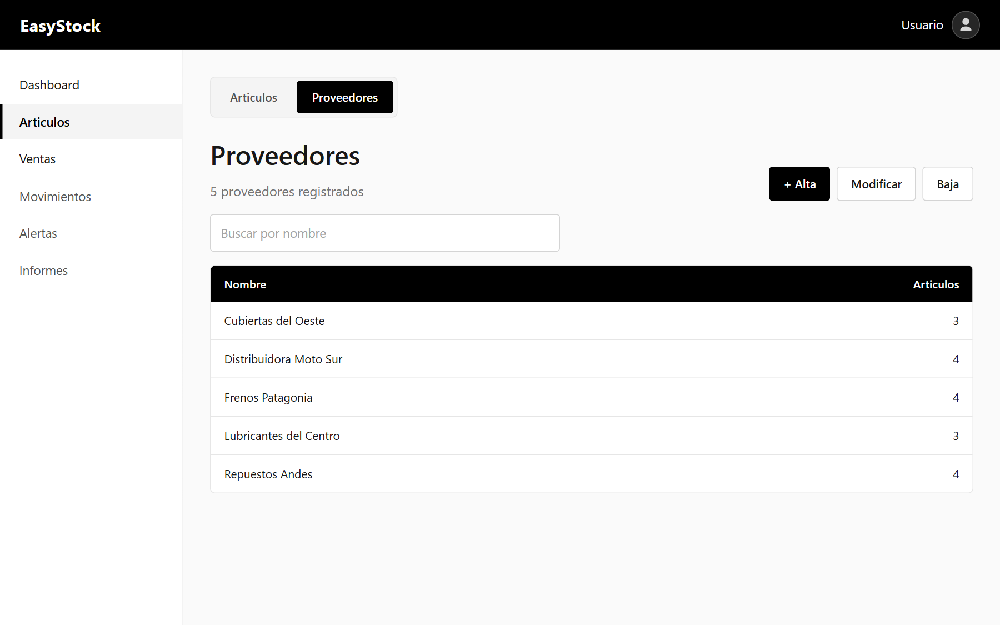 EasyStock
Usuario
Dashboard
Articulos
Ventas
Movimientos
Alertas
Informes
Articulos Proveedores
Proveedores
5 proveedores registrados
+ Alta Modificar Baja
Buscar por nombre
Nombre Articulos
Cubiertas del Oeste 3
Distribuidora Moto Sur 4
Frenos Patagonia 4
Lubricantes del Centro 3
Repuestos Andes 4